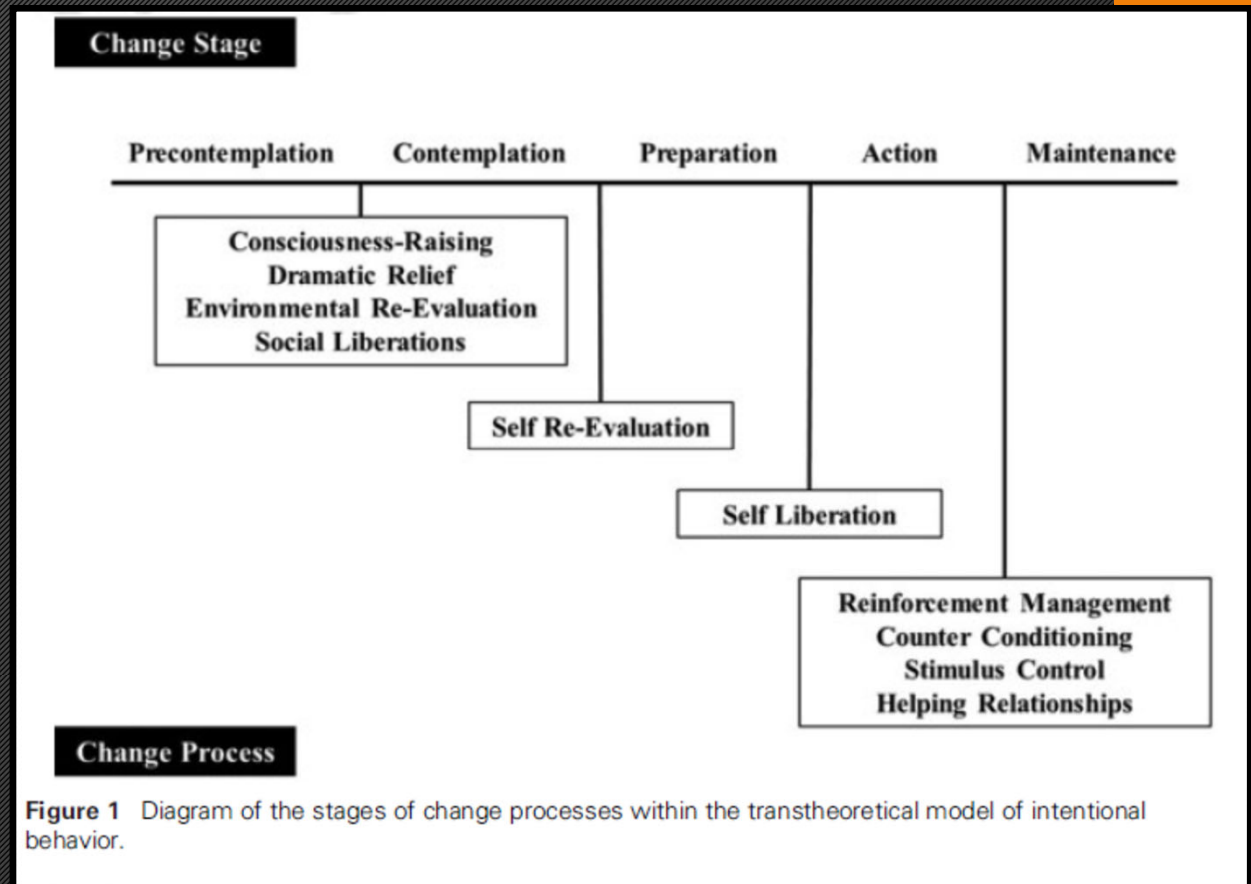 Change Stage
Precontemplation Contemplation Preparation Action Maintenance
Consciousness-Raising
Dramatic Relief
Environmental Re-Evaluation
Social Liberations
Self Re-Evaluation
Self Liberation
Reinforcement Management
Counter Conditioning
Stimulus Control
Helping Relationships
Change Process
Figure 1 Diagram of the stages of change processes within the transtheoretical model of intentional
behavior.